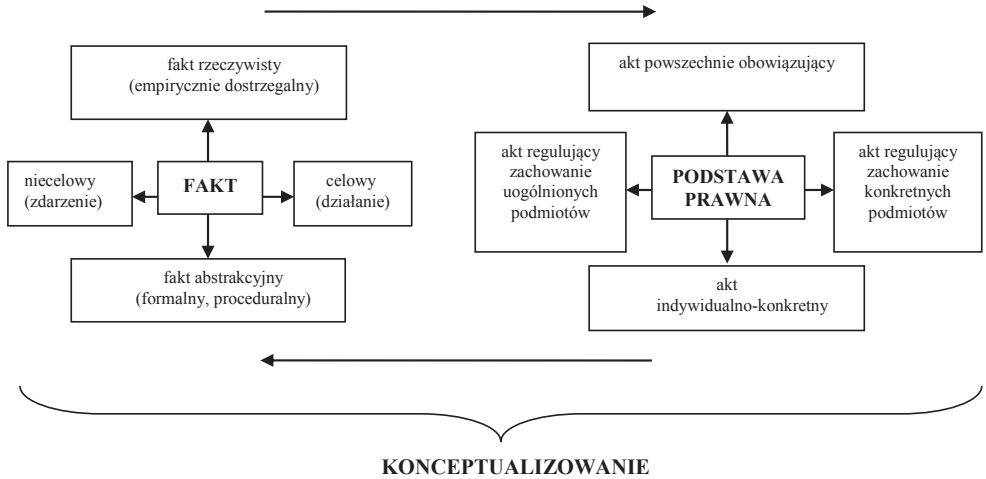 fakt rzeczywisty
(empirycznie dostrzegalny)
niecelowy
(zdarzenie)
FAKT
celowy
(działanie)
fakt abstrakcyjny
(formalny, proceduralny)
akt powszechnie obowiązujący
akt regulujący
zachowanie
uogólnionych
podmiotów
PODSTAWA
PRAWNA
akt regulujący
zachowanie
konkretnych
podmiotów
akt
indywidualno-konkretny
KONCEPTUALIZOWANIE